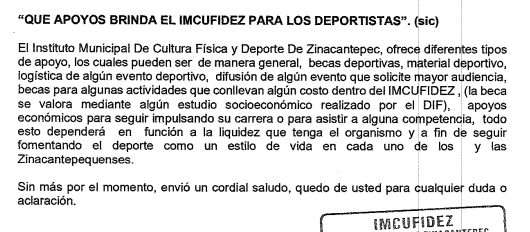 “QUE APOYOS BRINDA EL IMCUFIDEZ PARA LOS DEPORTISTAS”. (sic)
El Instituto Municipal De Cultura Física y Deporte De Zinacantepec, ofrece diferentes tipos
de apoyo, los cuales pueden ser de manera general, becas deportivas, material deportivo,
logística de algún evento deportivo, difusión de algún evento que solicite mayor audiencia,
becas para algunas actividades que conllevan algún costo dentro del IMCUFIDEZ , (la beca
se valora mediante algún estudio socioeconómico realizado por el DIF), apoyos
económicos para seguir impulsando su carrera o para asistir a alguna competencia, todo
esto dependerá en función a la liquidez que tenga el organismo y a fin de seguir
fomentando el deporte como un estilo de vida en cada uno de los y las
Zinacantepequenses.
Sin más por el momento, envió un cordial saludo, quedo de usted para cualquier duda o
aclaración.
IMCUFIDEZ